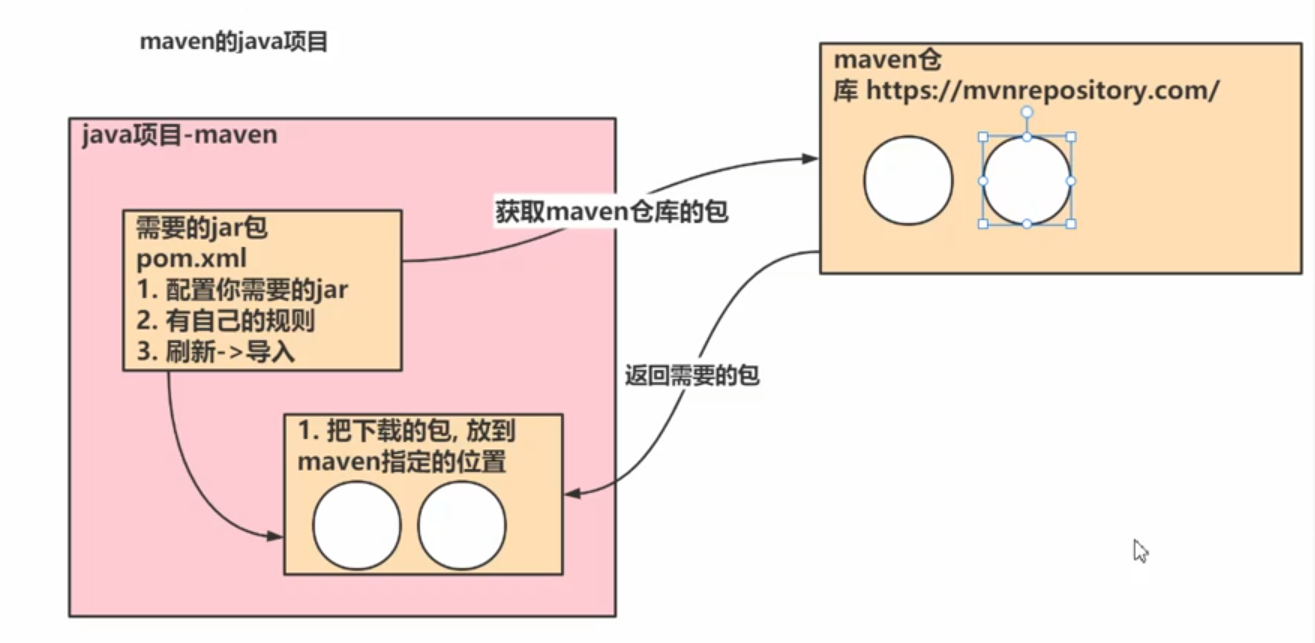 maven的java项目
maven仓
库 https://mvnrepository.com/
java项目-maven
需要的jar包
pom.xml
1. 配置你需要的jar
2. 有自己的规则
3. 刷新->导入
获取maven仓库的包
返回需要的包
1. 把下载的包, 放到
maven指定的位置